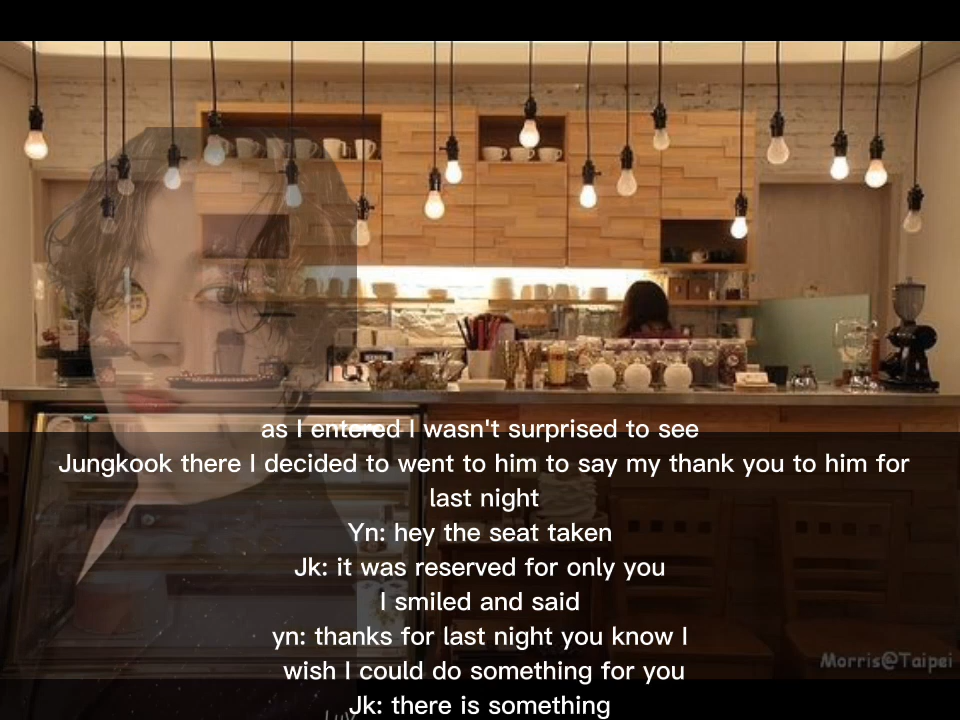 as I entered I wasn't surprised to see
Jungkook there I decided to went to him to say my thank you to him for
last night
Yn: hey the seat taken
Jk: it was reserved for only you
I smiled and said
yn: thanks for last night you know I
wish I could do something for you
Morris@Taipei
Jk: there is something